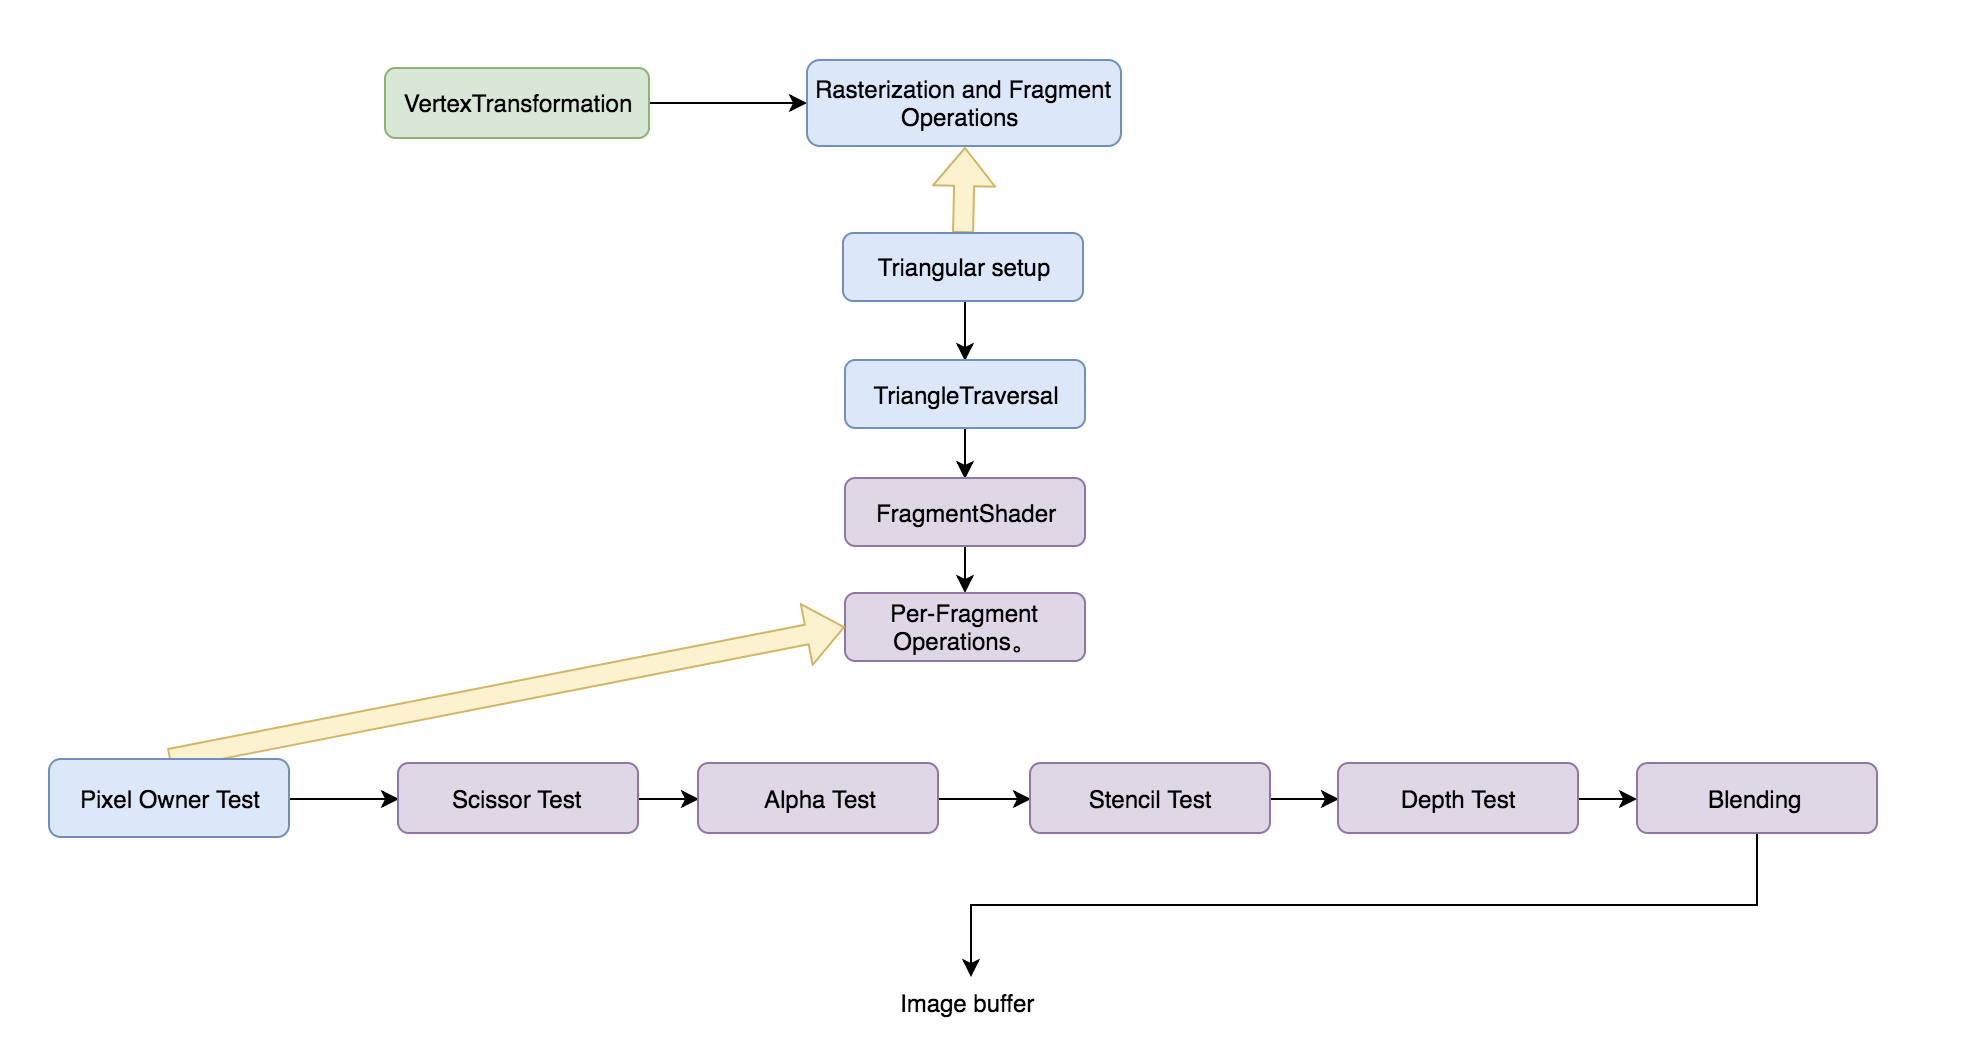 VertexTransformation
Rasterization and Fragment
Operations
Triangular setup
TriangleTraversal
FragmentShader
Per-Fragment
Operations。
Pixel Owner Test
Scissor Test
Alpha Test
Stencil Test
Depth Test
Blending
Image buffer